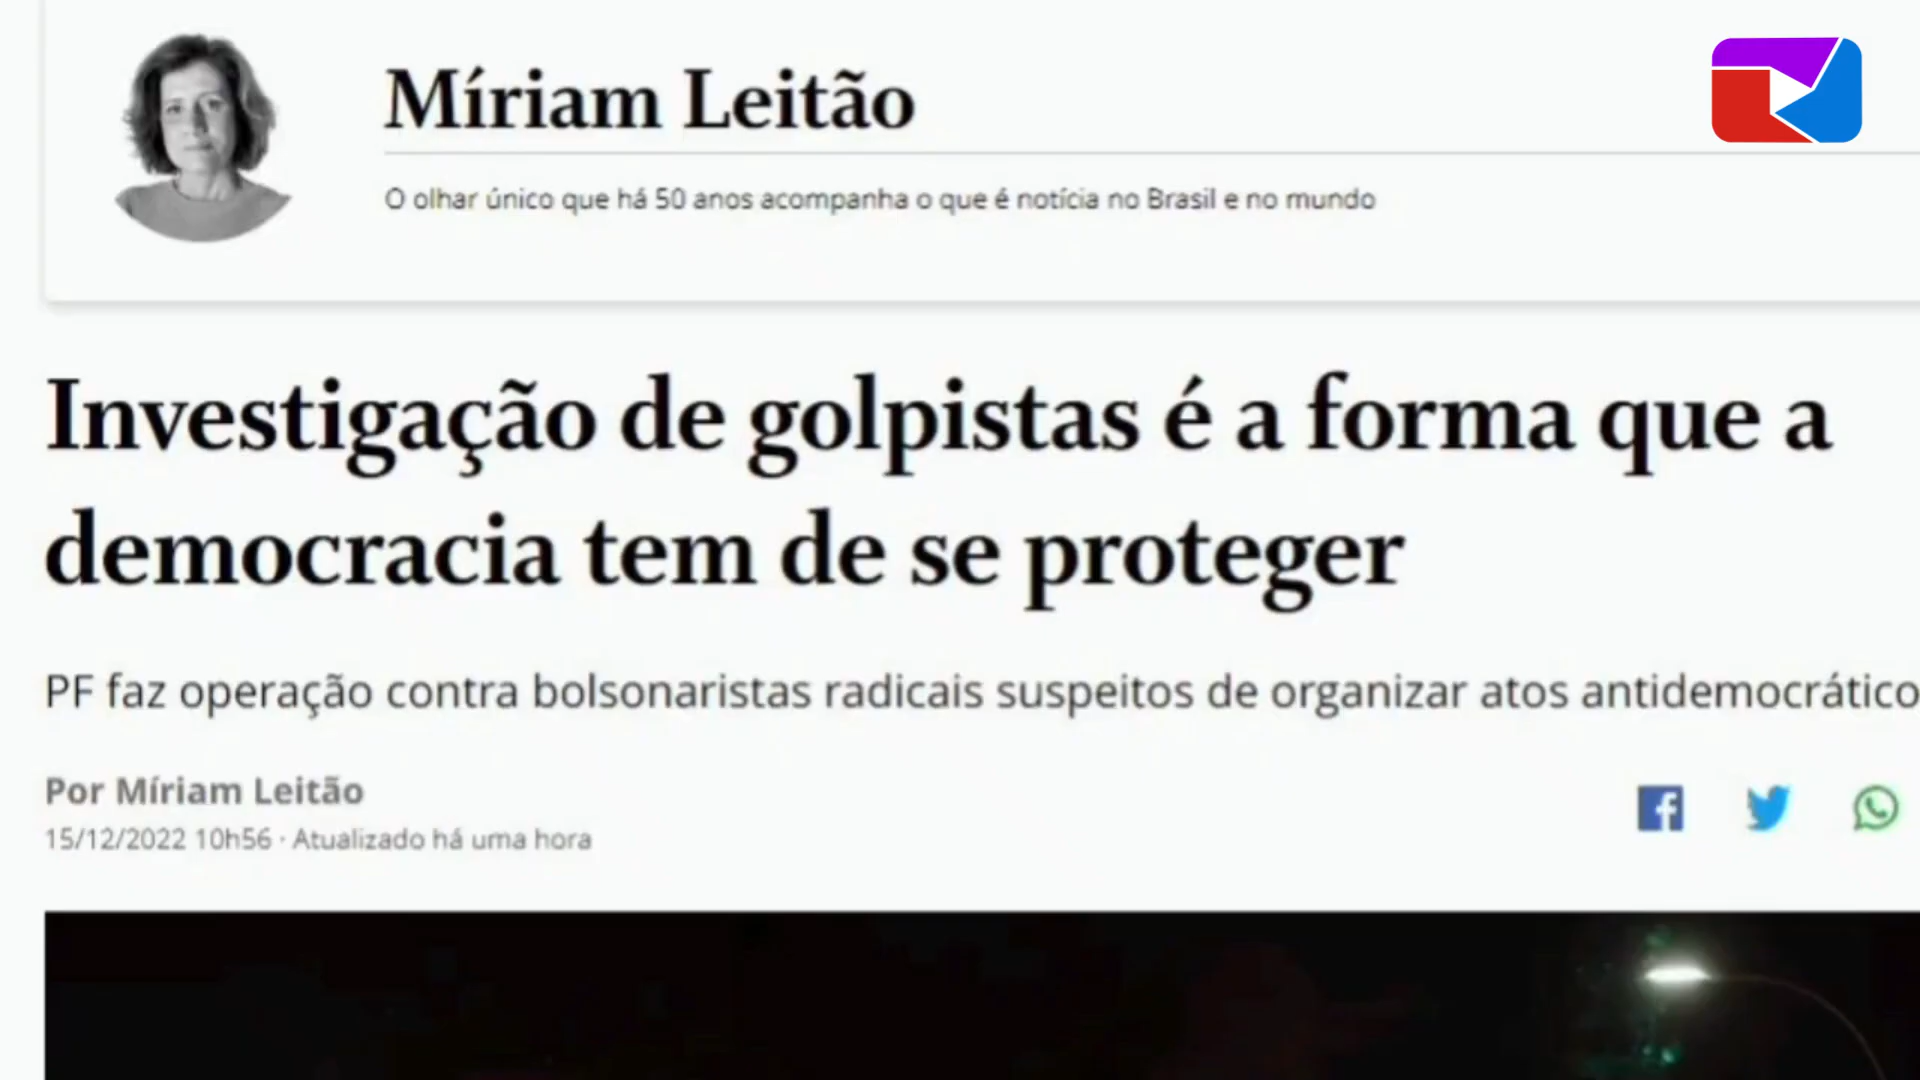 Míriam Leitão
O olhar único que há 50 anos acompanha o que é notícia no Brasil e no mundo
Investigação de golpistas é a forma que a
democracia tem de se proteger
PF faz operação contra bolsonaristas radicais suspeitos de organizar atos antidemocrático
Por Míriam Leitão
15/12/2022 10h56 · Atualizado há uma hora